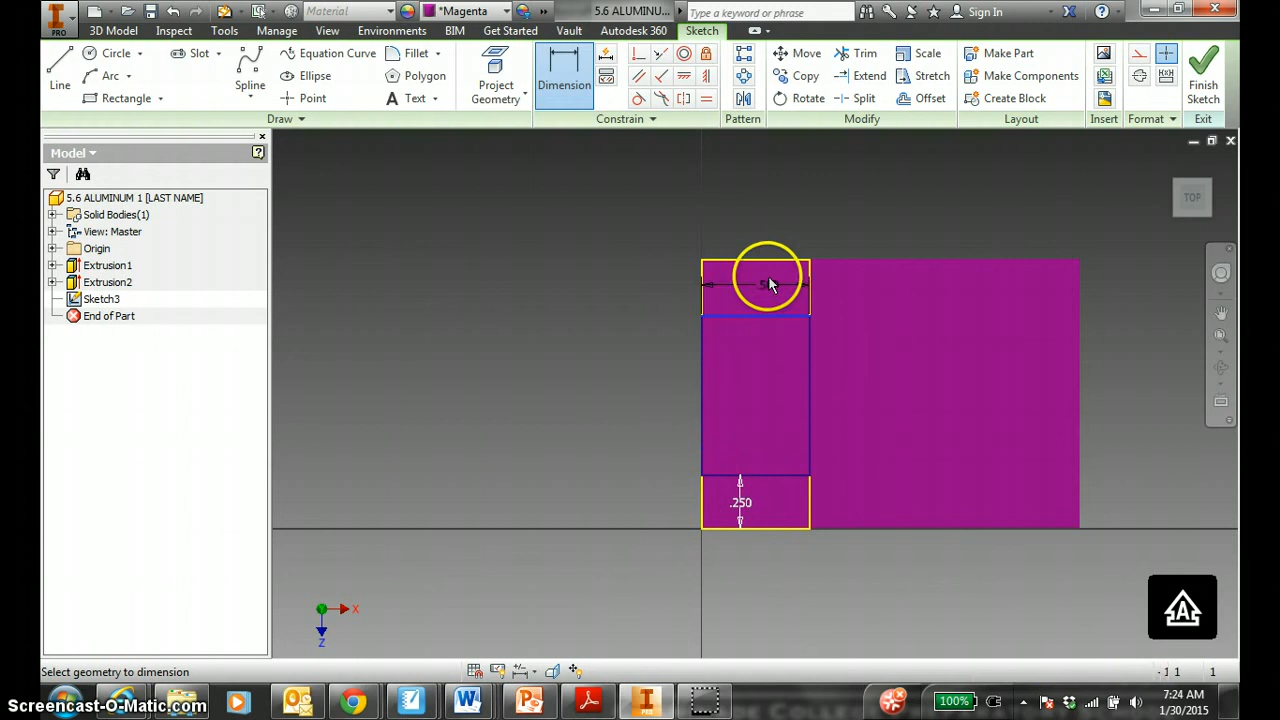 Material
*Magenta
5.6 ALUMINU...
Type a keyword or phrase
Sign In
PRO
3D Model
Inspect
Tools
Manage
View
Environments
BIM
Get Started
Vault
Autodesk 360
Sketch
Line
Circle
Arc
Rectangle
Slot
Spline
Equation Curve
Ellipse
Point
Fillet
Polygon
Text
Project Geometry
Dimension
Move
Copy
Rotate
Trim
Extend
Split
Scale
Stretch
Offset
Make Part
Make Components
Create Block
Finish Sketch
Draw
Constrain
Pattern
Modify
Layout
Insert
Format
Exit
Model
5.6 ALUMINUM 1 [LAST NAME]
Solid Bodies(1)
View: Master
Origin
Extrusion1
Extrusion2
Sketch3
End of Part
TOP
.250
X
Z
A
Select geometry to dimension
- 1 1
1
100%
7:24 AM
1/30/2015
Screencast-O-Matic.com